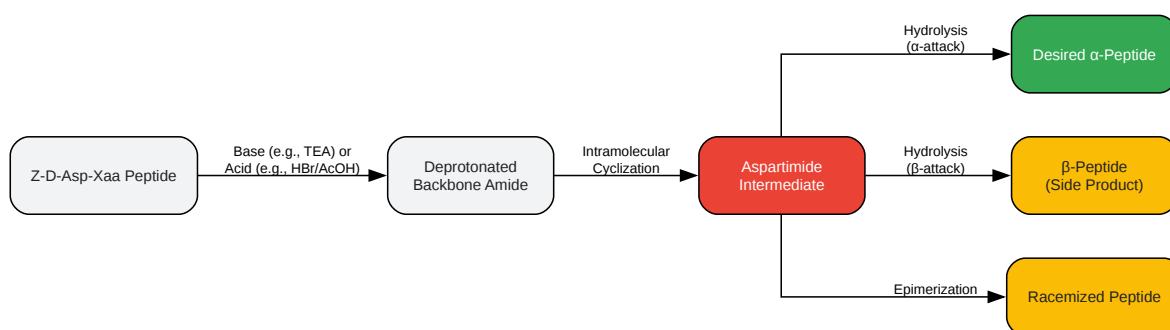 Z-D-Asp-Xaa Peptide
Base (e.g., TEA) or
Acid (e.g., HBr/AcOH)
Deprotonated
Backbone Amide
Intramolecular
Cyclization
Aspartimide
Intermediate
Hydrolysis
(α-attack)
Desired α-Peptide
Hydrolysis
(β-attack)
β-Peptide
(Side Product)
Epimerization
Racemized Peptide